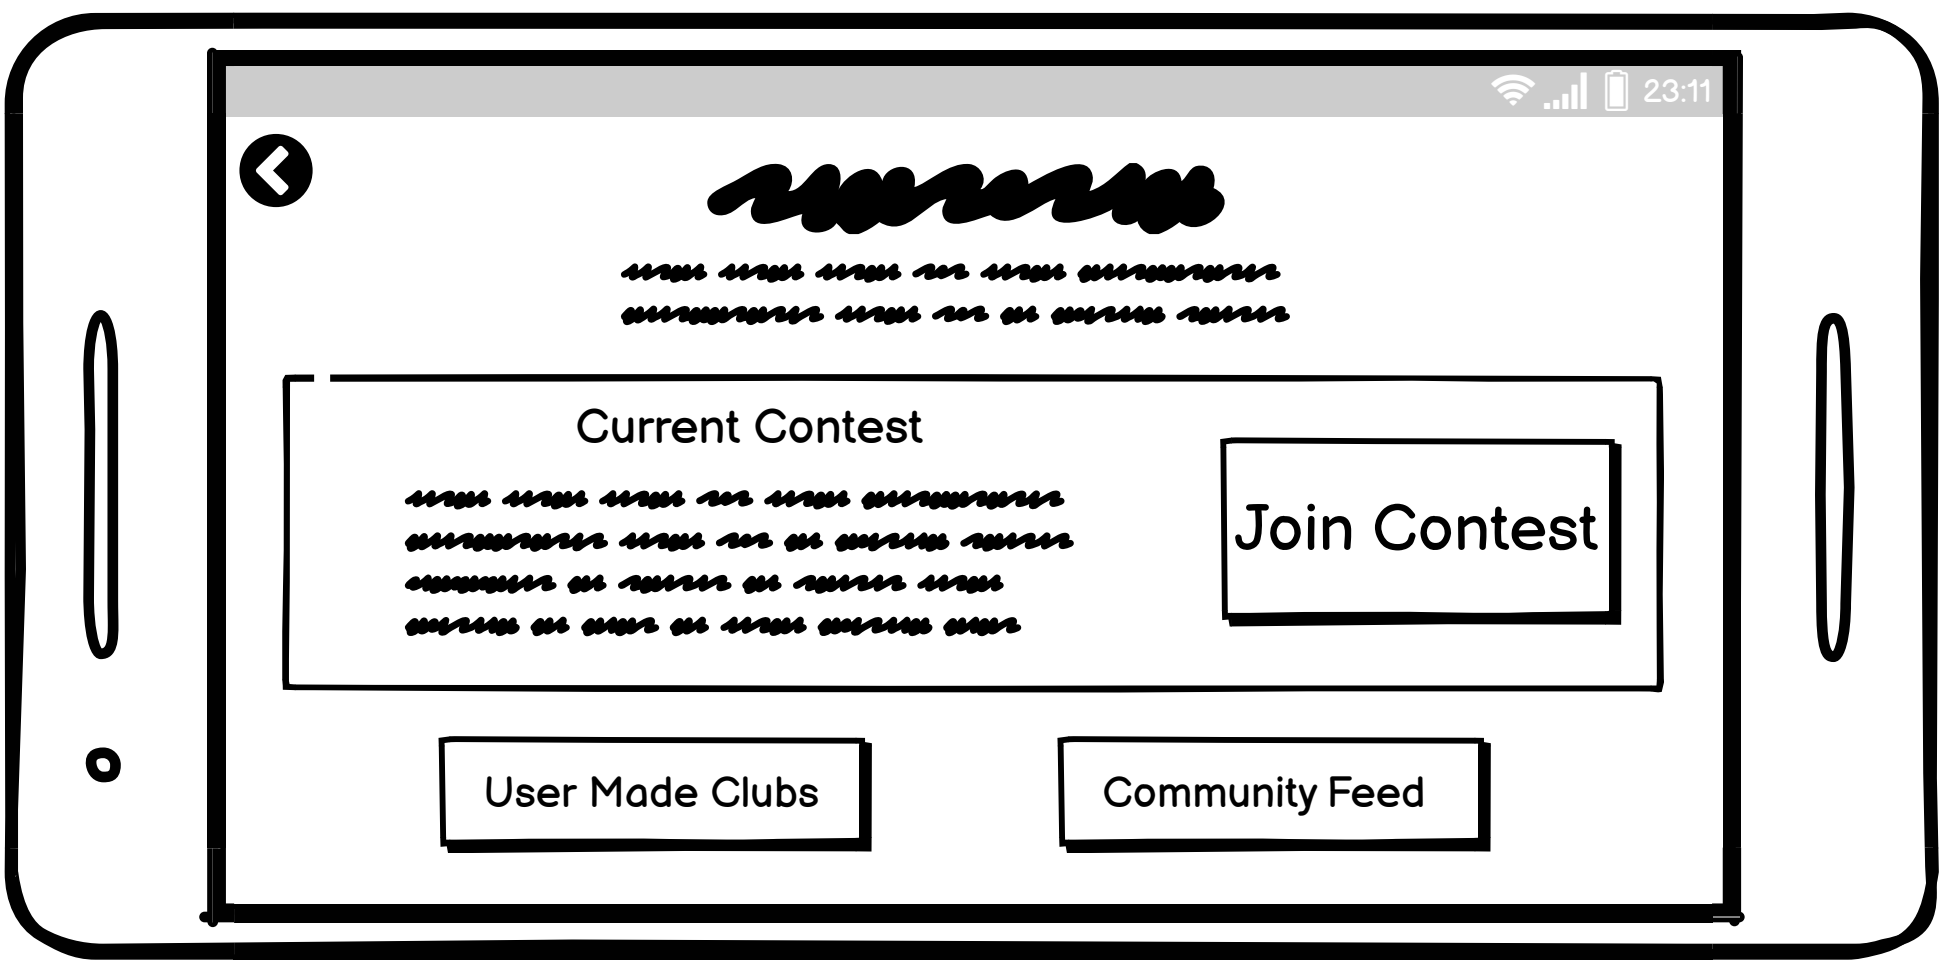 23:11
Current Contest
Join Contest
User Made Clubs
Community Feed